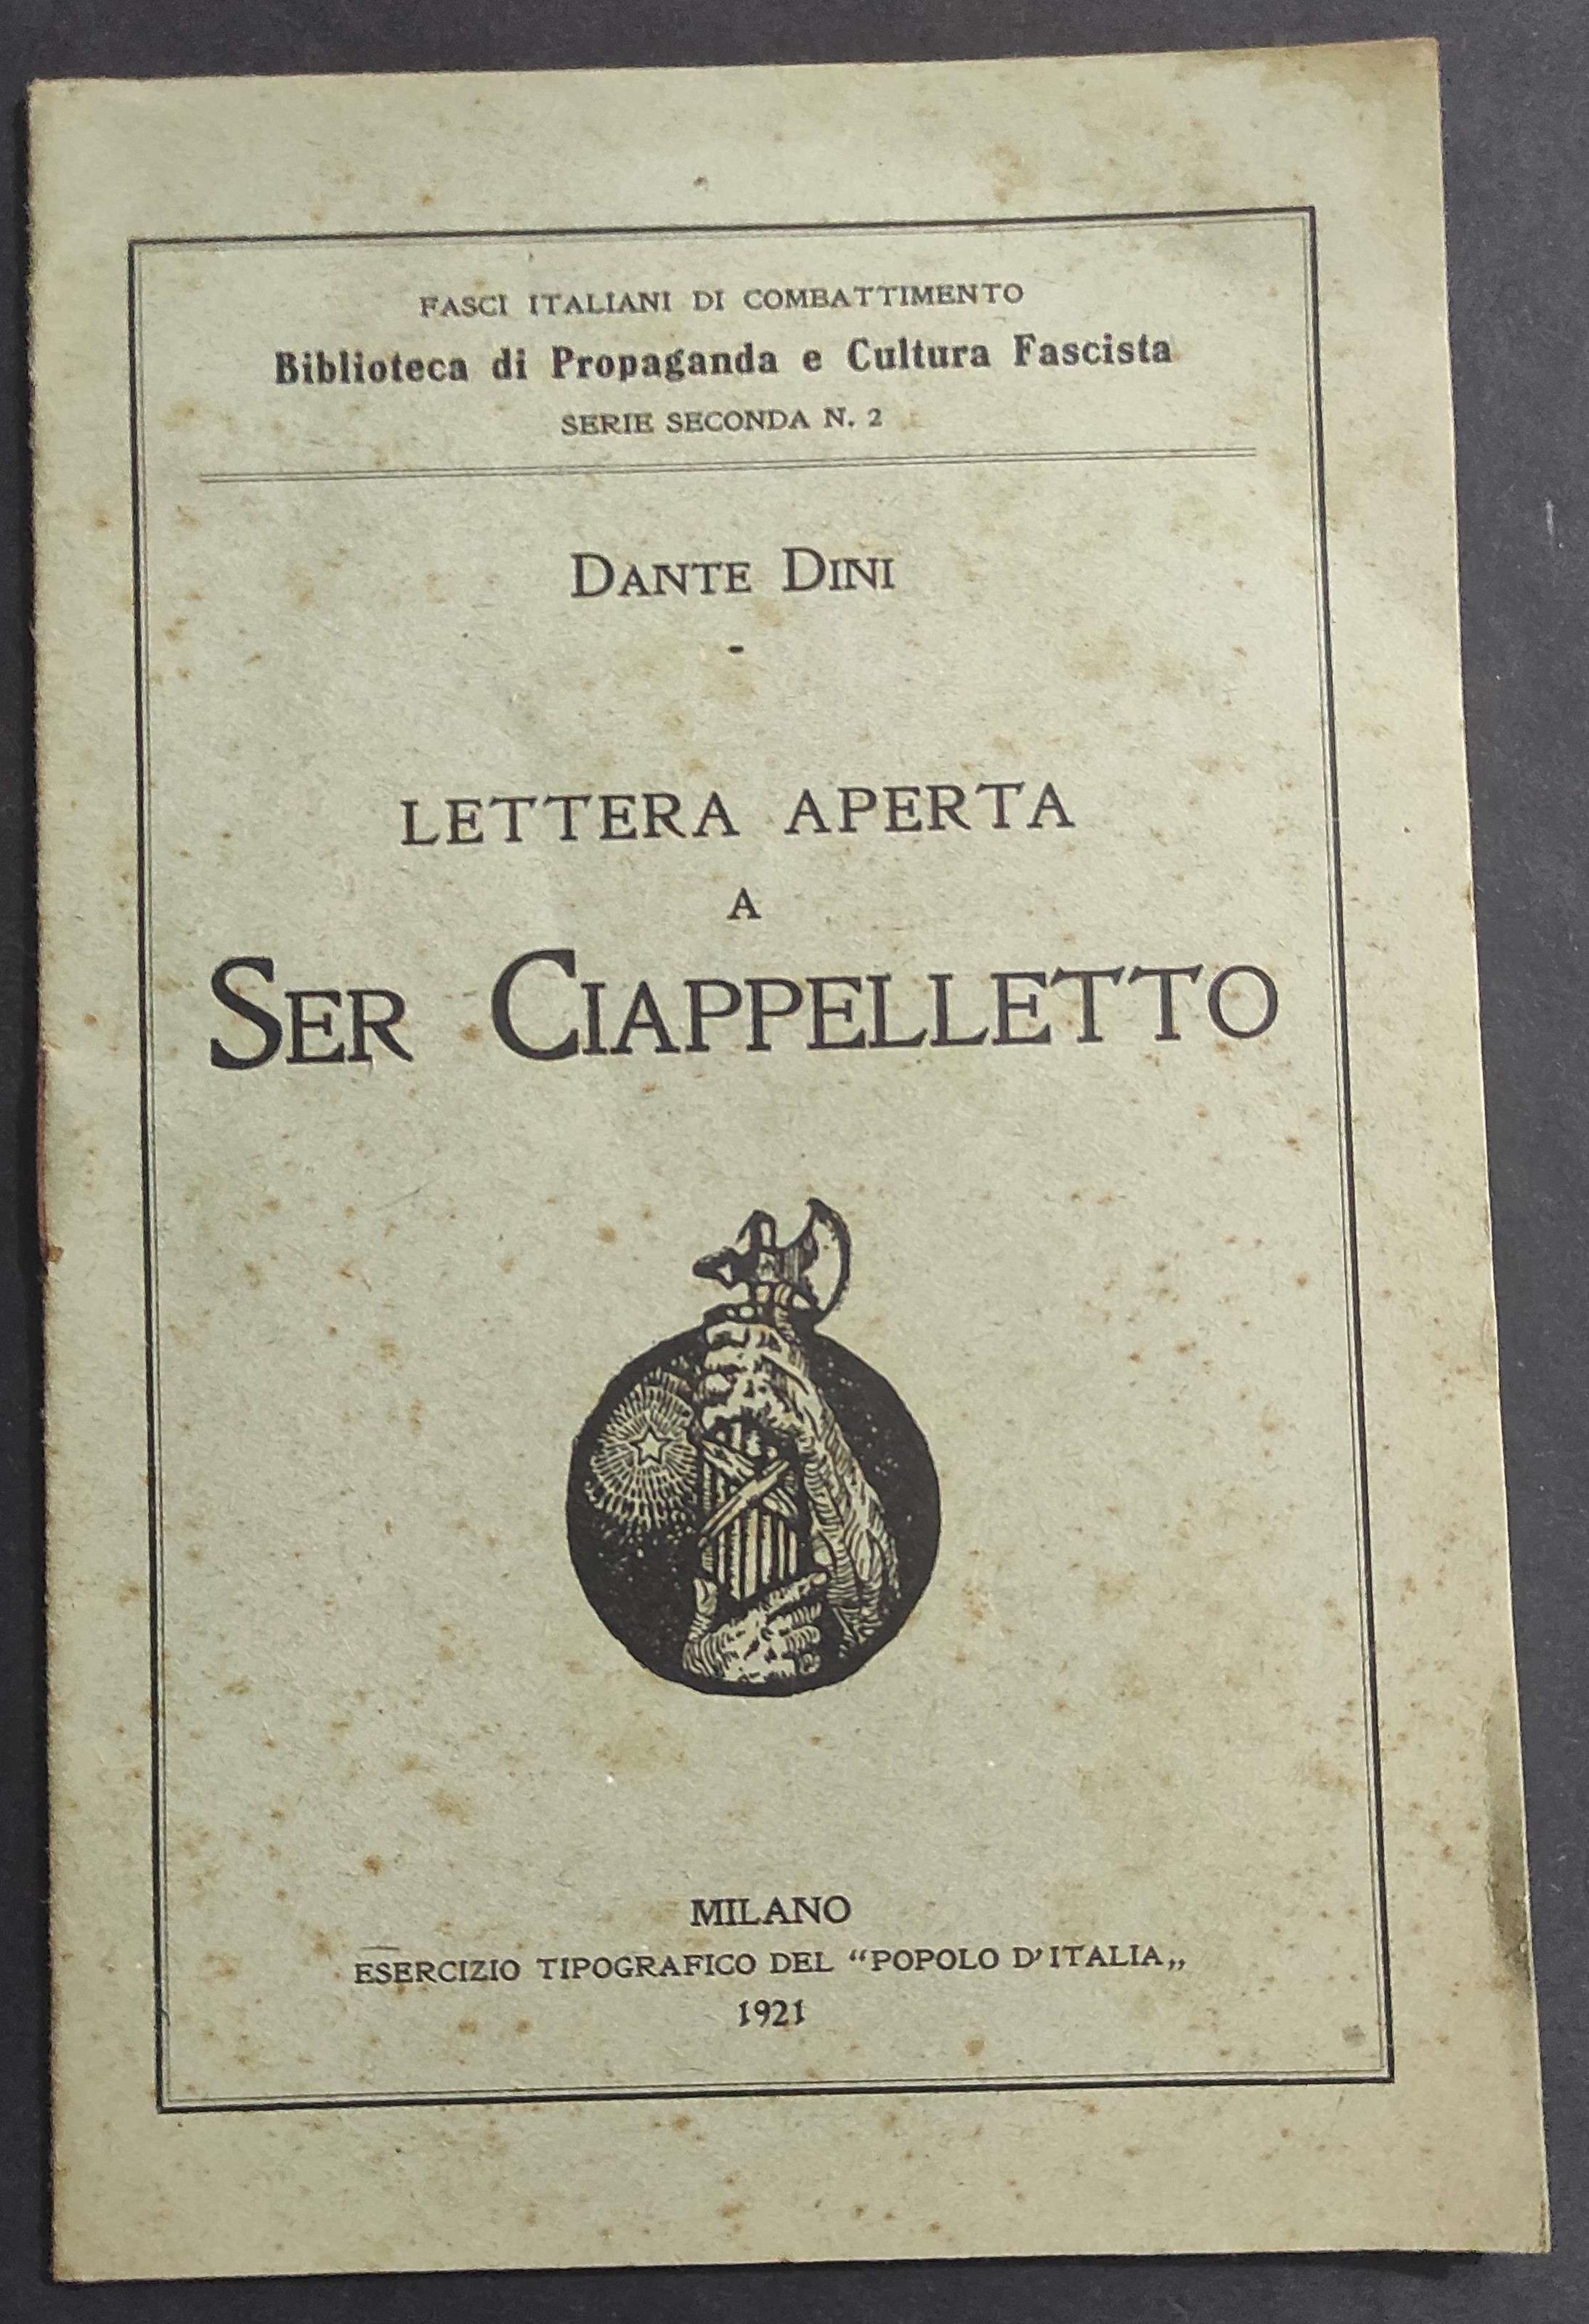 FASCI ITALIANI DI COMBATTIMENTO
Biblioteca di Propaganda e Cultura Fascista
SERIE SECONDA N. 2
DANTE DINI
-
LETTERA APERTA
A
SER CIAPPELLETTO
MILANO
ESERCIZIO TIPOGRAFICO DEL “POPOLO D'ITALIA„
1921